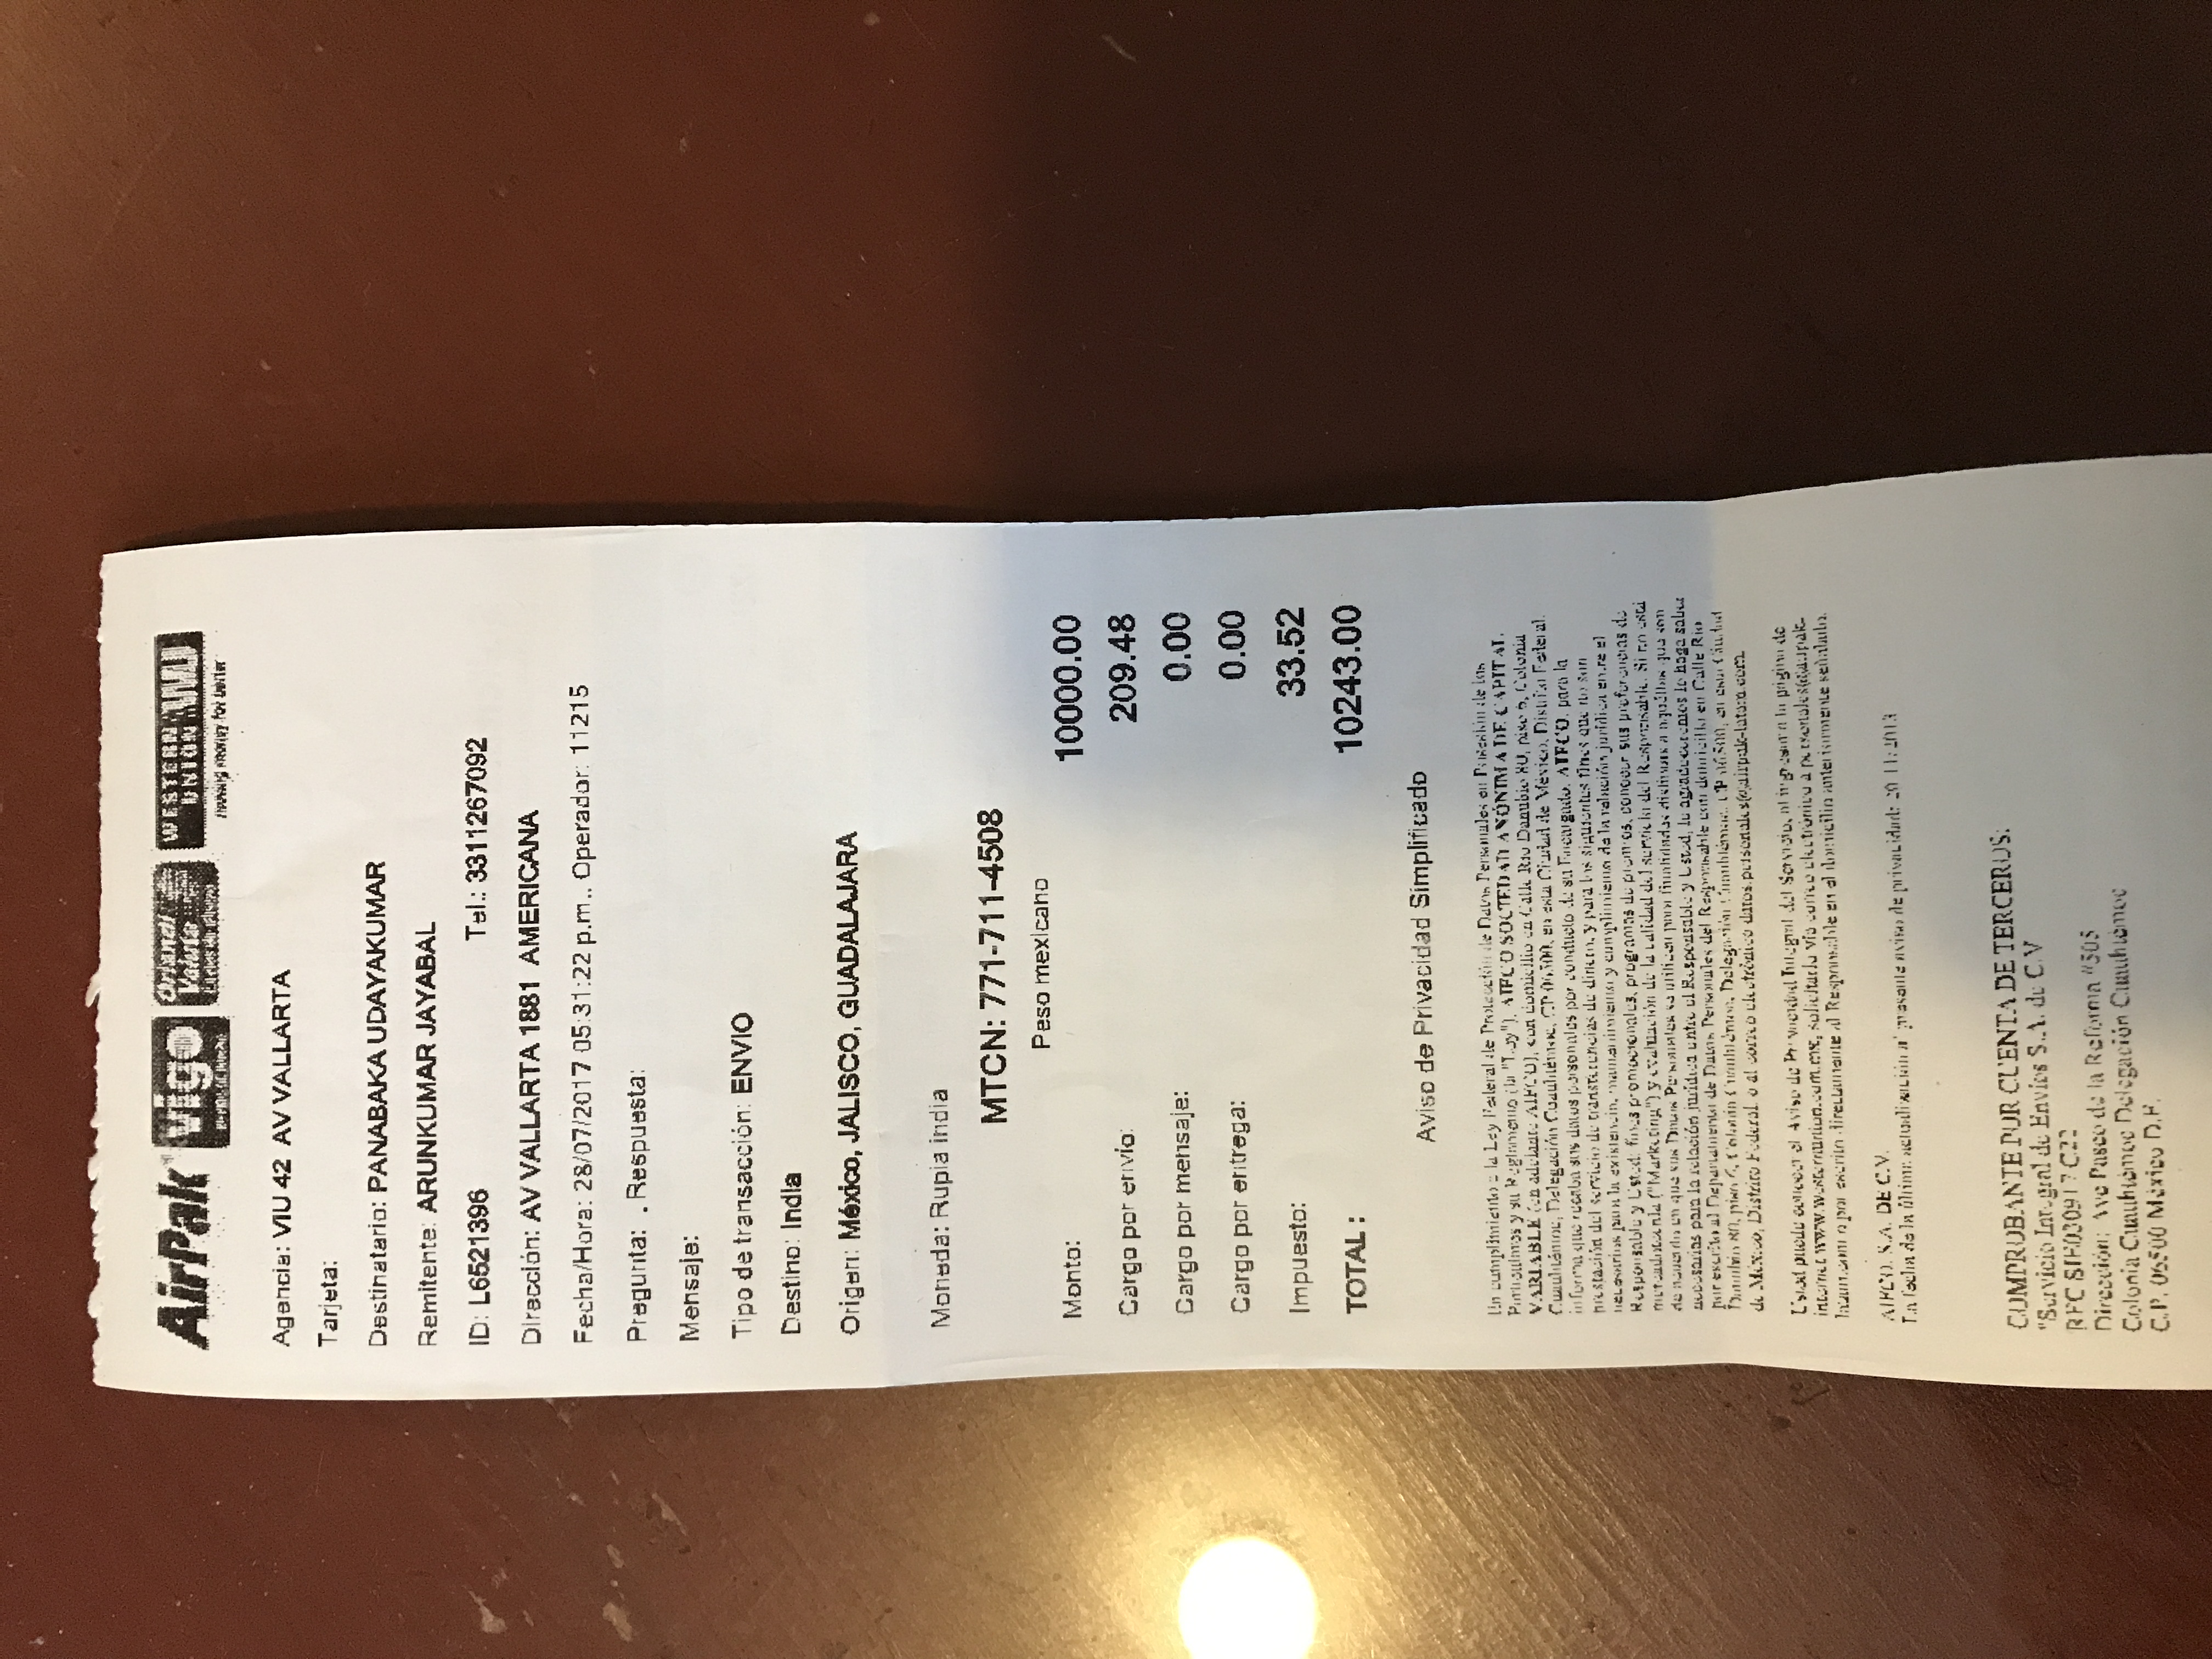 AirPak vigo Orlandi Valuta WESTERN UNION WU
moving money for better
Agencia: VIU 42 AV VALLARTA
Tarjeta:
Destinatario: PANABAKA UDAYAKUMAR
Remitente: ARUNKUMAR JAYABAL
ID: L6521396 Tel.: 3311267092
Dirección: AV VALLARTA 1881 AMERICANA
Fecha/Hora: 28/07/2017 05:31:22 p.m.. Operador: 11215
Pregunta: . Respuesta:
Mensaje:
Tipo de transacción: ENVIO
Destino: India
Origen: México, JALISCO, GUADALAJARA
Moneda: Rupia india
MTCN: 771-711-4508
Peso mexicano
Monto: 10000.00
Cargo por envío: 209.48
Cargo por mensaje: 0.00
Cargo por entrega: 0.00
Impuesto: 33.52
TOTAL : 10243.00
Aviso de Privacidad Simplificado
En cumplimiento a la Ley Federal de Protección de Datos Personales en Posesión de los
Particulares y su Reglamento (la "Ley"), AIFCO SOCIEDAD ANÓNIMA DE CAPITAL
VARIABLE (en adelante AIFCO), con domicilio en Calle Río Danubio 80, piso 6, Colonia
Cuauhtémoc, Delegación Cuauhtémoc, CP 06500, en esta Ciudad de México, Distrito Federal,
informa que recaba sus datos personales por conducto de su Encargado, AIFCO, para la
prestación del servicio de transferencias de dinero, y para los siguientes fines que no son
necesarios para la existencia, mantenimiento y cumplimiento de la relación jurídica entre el
Responsable y Usted: fines promocionales, programas de premios, conocer sus preferencias de
mercadotecnia ("Marketing") y evaluación de la calidad del servicio del Responsable. Si no está
de acuerdo en que sus Datos Personales se utilicen para finalidades distintas a aquéllas que son
necesarias para la relación jurídica entre el Responsable y Usted, le agradeceremos lo haga saber
por escrito al Departamento de Datos Personales del Responsable con domicilio en Calle Río
Danubio 80, piso 6, Colonia Cuauhtémoc, Delegación Cuauhtémoc, CP 06500, en esta Ciudad
de México, Distrito Federal, o al correo electrónico datos.personales@airpak-latam.com.
Usted puede conocer el Aviso de Privacidad Integral del Servicio, al ingresar a la página de
internet www.westernunion.com.mx, solicitarlo vía correo electrónico a personales@airpak-
latam.com o por escrito directamente al Responsable en el domicilio anteriormente señalado.
AIFCO, S.A. DE C.V.
La fecha de la última actualización al presente aviso de privacidad: 20/11/2013
COMPROBANTE POR CUENTA DE TERCEROS:
"Servicio Integral de Envíos S.A. de C.V
RFC SIE030917 C22
Dirección: Ave Paseo de la Reforma #505
Colonia Cuauhtémoc Delegación Cuauhtémoc
C.P. 06500 México D.F.